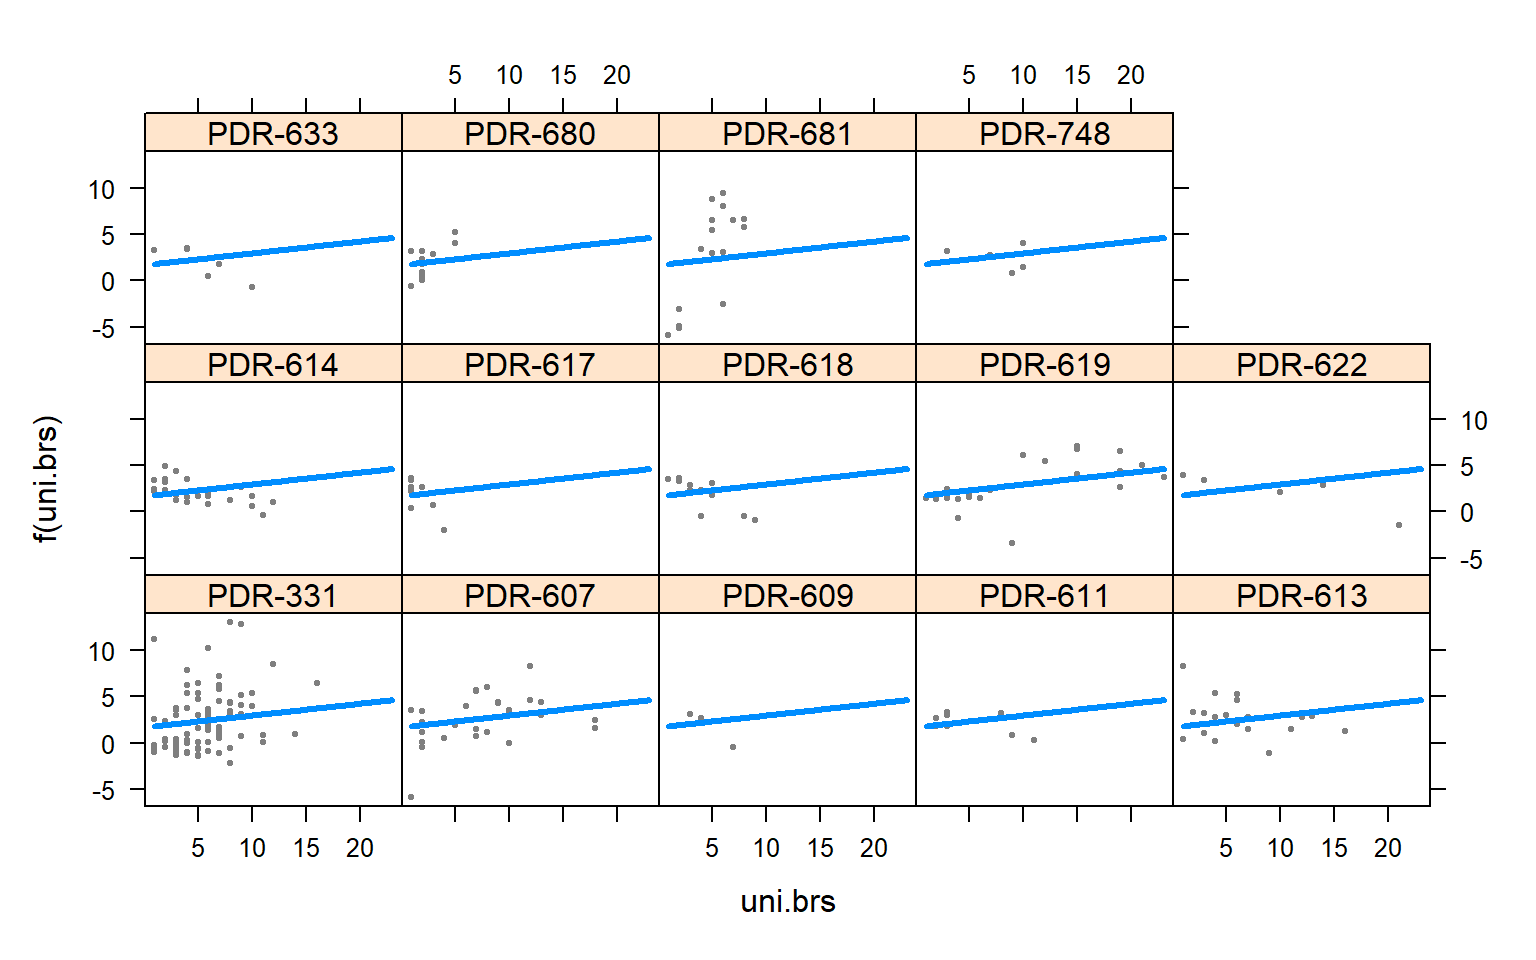 5 10 15 20 5 10 15 20
PDR-633 PDR-680 PDR-681 PDR-748
10
5
0
-5
PDR-614 PDR-617 PDR-618 PDR-619 PDR-622
10
5
0
-5
f(uni.brs)
PDR-331 PDR-607 PDR-609 PDR-611 PDR-613
10
5
0
-5
5 10 15 20 5 10 15 20 5 10 15 20
uni.brs